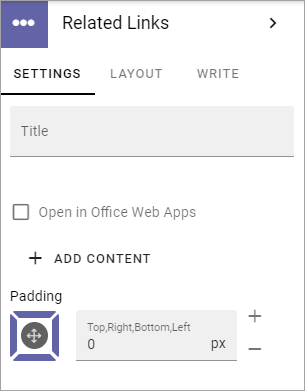 Related Links
SETTINGS LAYOUT WRITE
Title
Open in Office Web Apps
ADD CONTENT
Padding
Top,Right,Bottom,Left
0 px